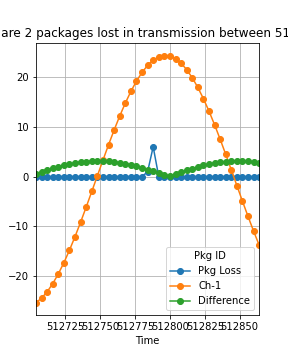 are 2 packages lost in transmission between 51
20
10
0
−10
−20
512725
512750
512775
512800
512825
512850
Time
Pkg ID
Pkg Loss
Ch-1
Difference